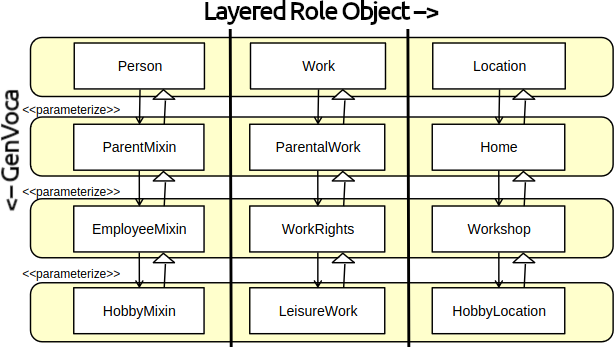 Layered Role Object -->
<-- GenVoca
Person
Work
Location
<<parameterize>>
ParentMixin
ParentalWork
Home
<<parameterize>>
EmployeeMixin
WorkRights
Workshop
<<parameterize>>
HobbyMixin
LeisureWork
HobbyLocation